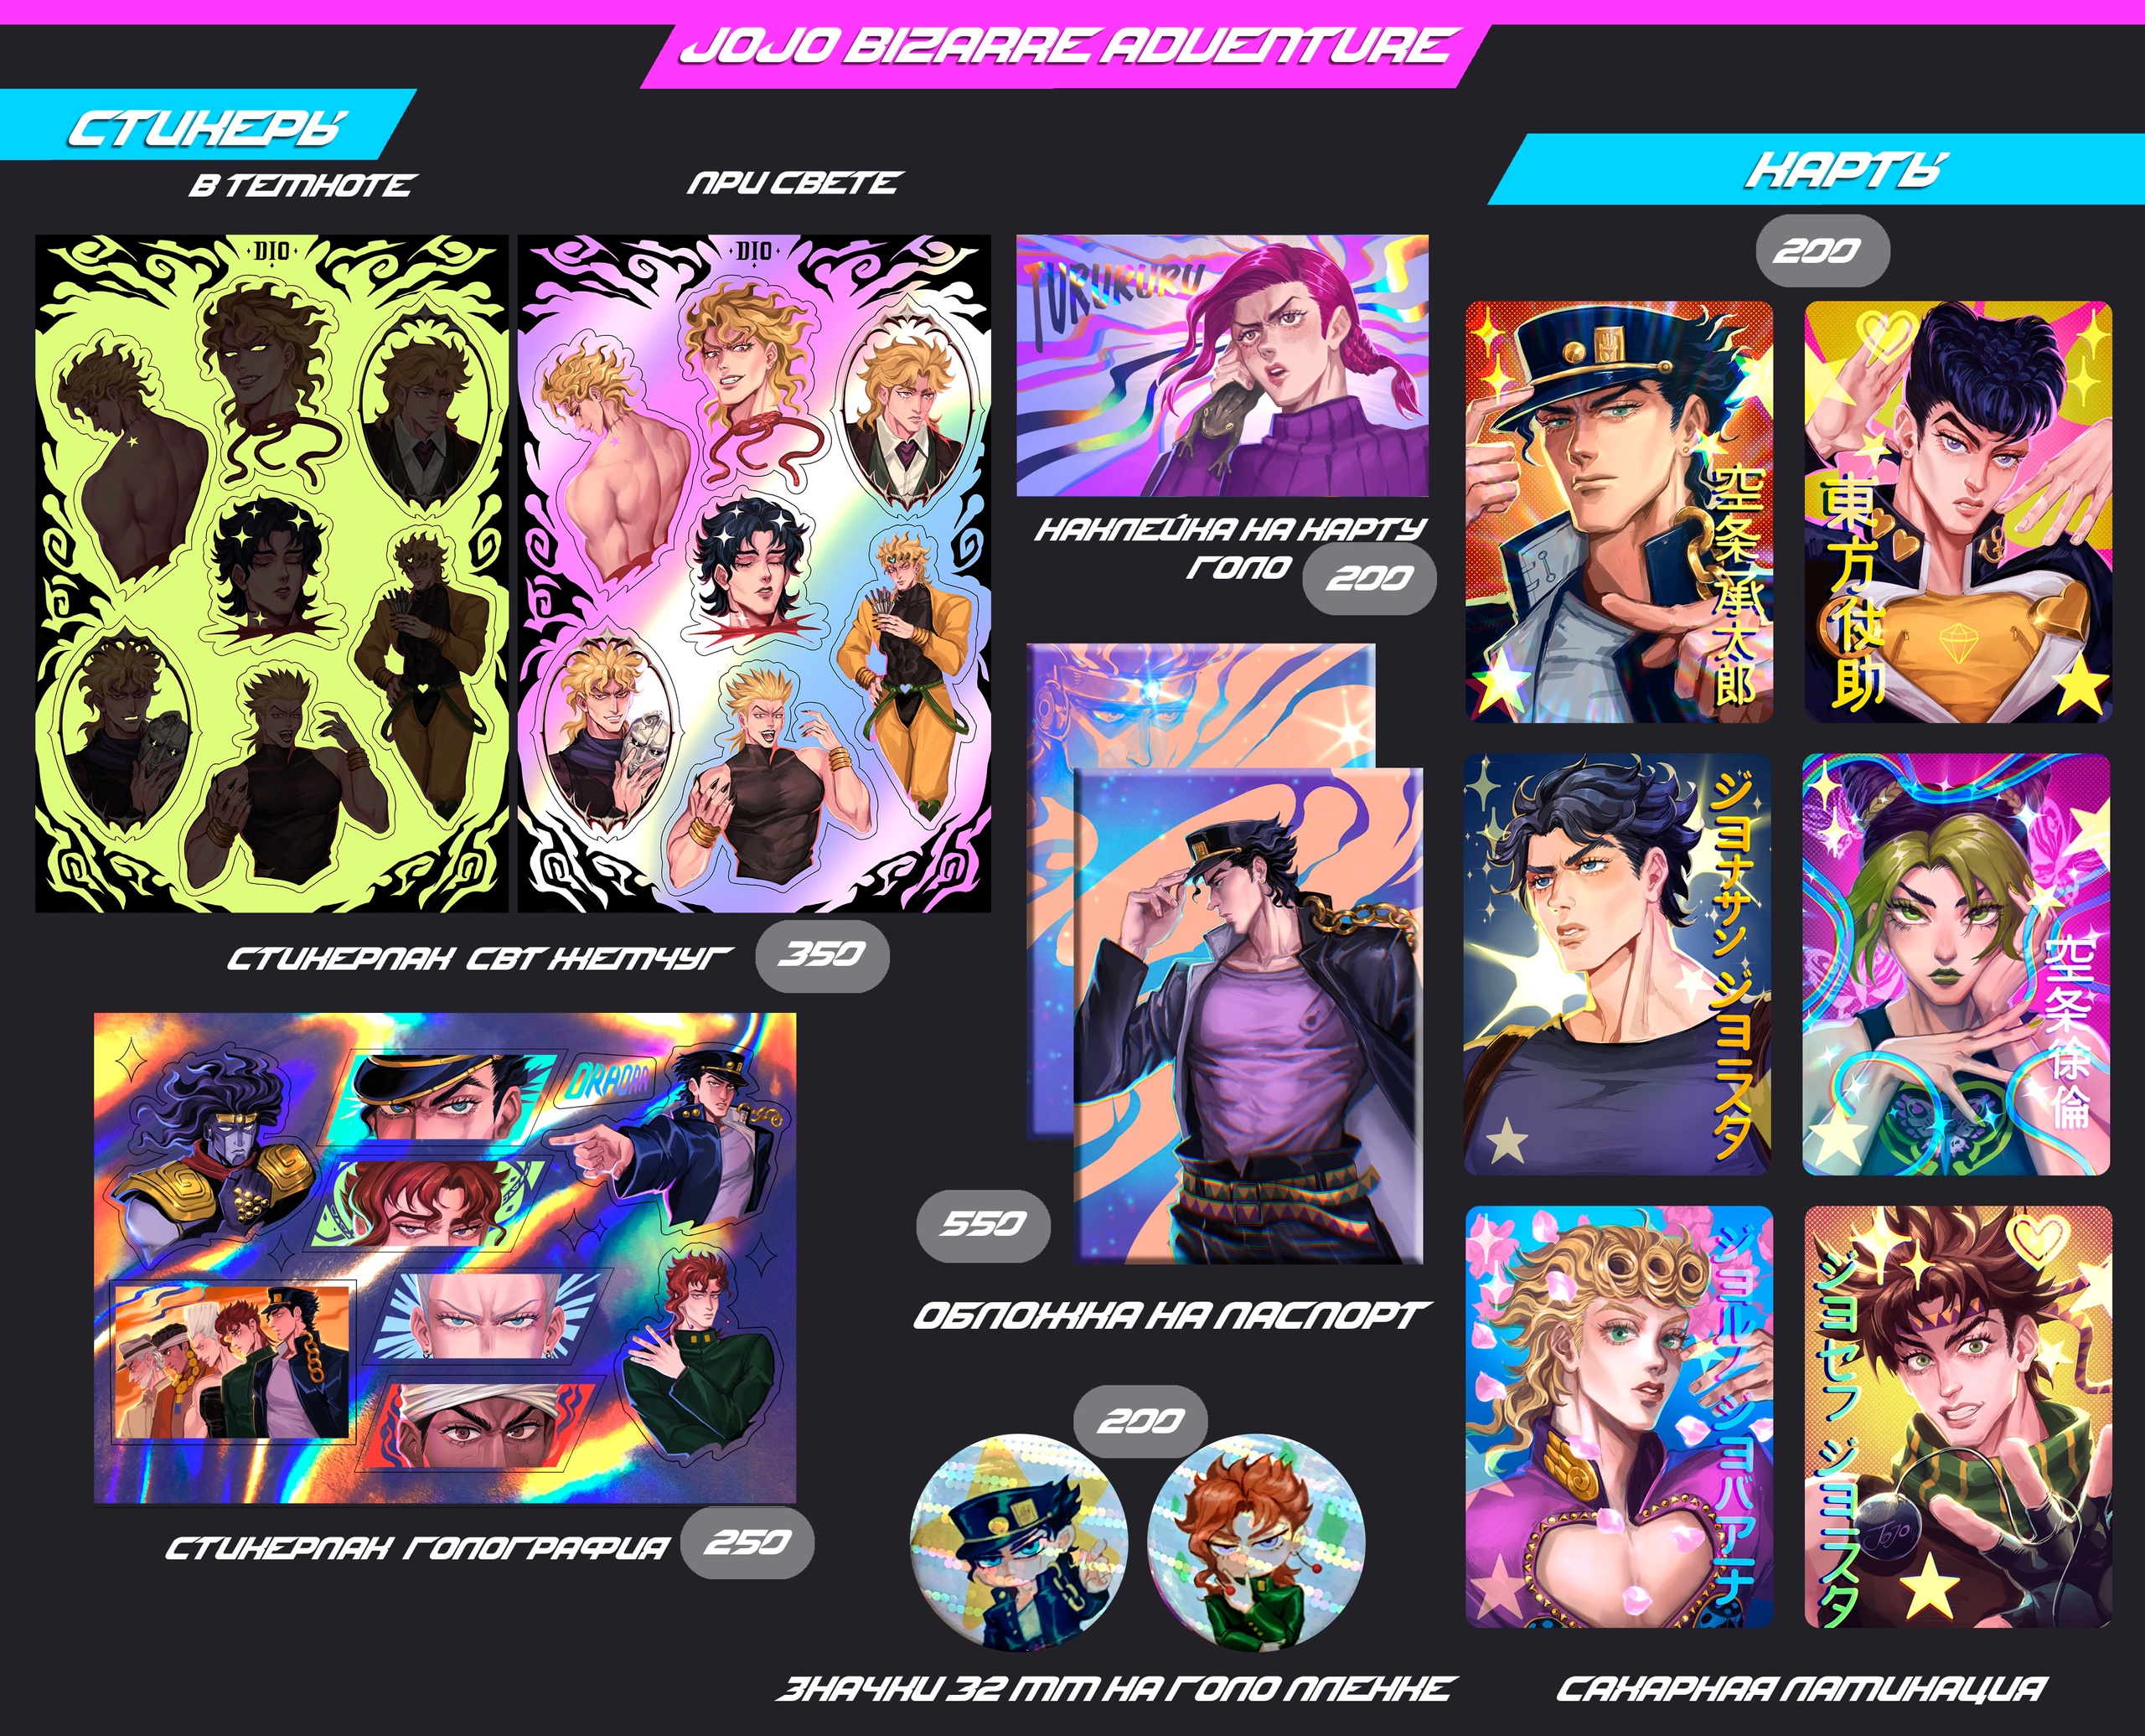 JOJO BIZARRE ADVENTURE
СТИКЕРЫ
В ТЕМНОТЕ
ПРИ СВЕТЕ
DIO
DIO
СТИКЕРПАК СВТ ЖЕМЧУГ
350
ORAORA
СТИКЕРПАК ГОЛОГРАФИЯ
250
TURURURU
НАКЛЕЙКА НА КАРТУ
ГОЛО
200
550
ОБЛОЖКА НА ПАСПОРТ
200
ЗНАЧКИ 32 mm НА ГОЛО ПЛЕНКЕ
КАРТЫ
200
空条承太郎
東方仗助
ジョナサン ジョースター
空条徐倫
ジョルノ ジョバァーナ
ジョセフ ジョースター
JoJo
САХАРНАЯ ЛАМИНАЦИЯ